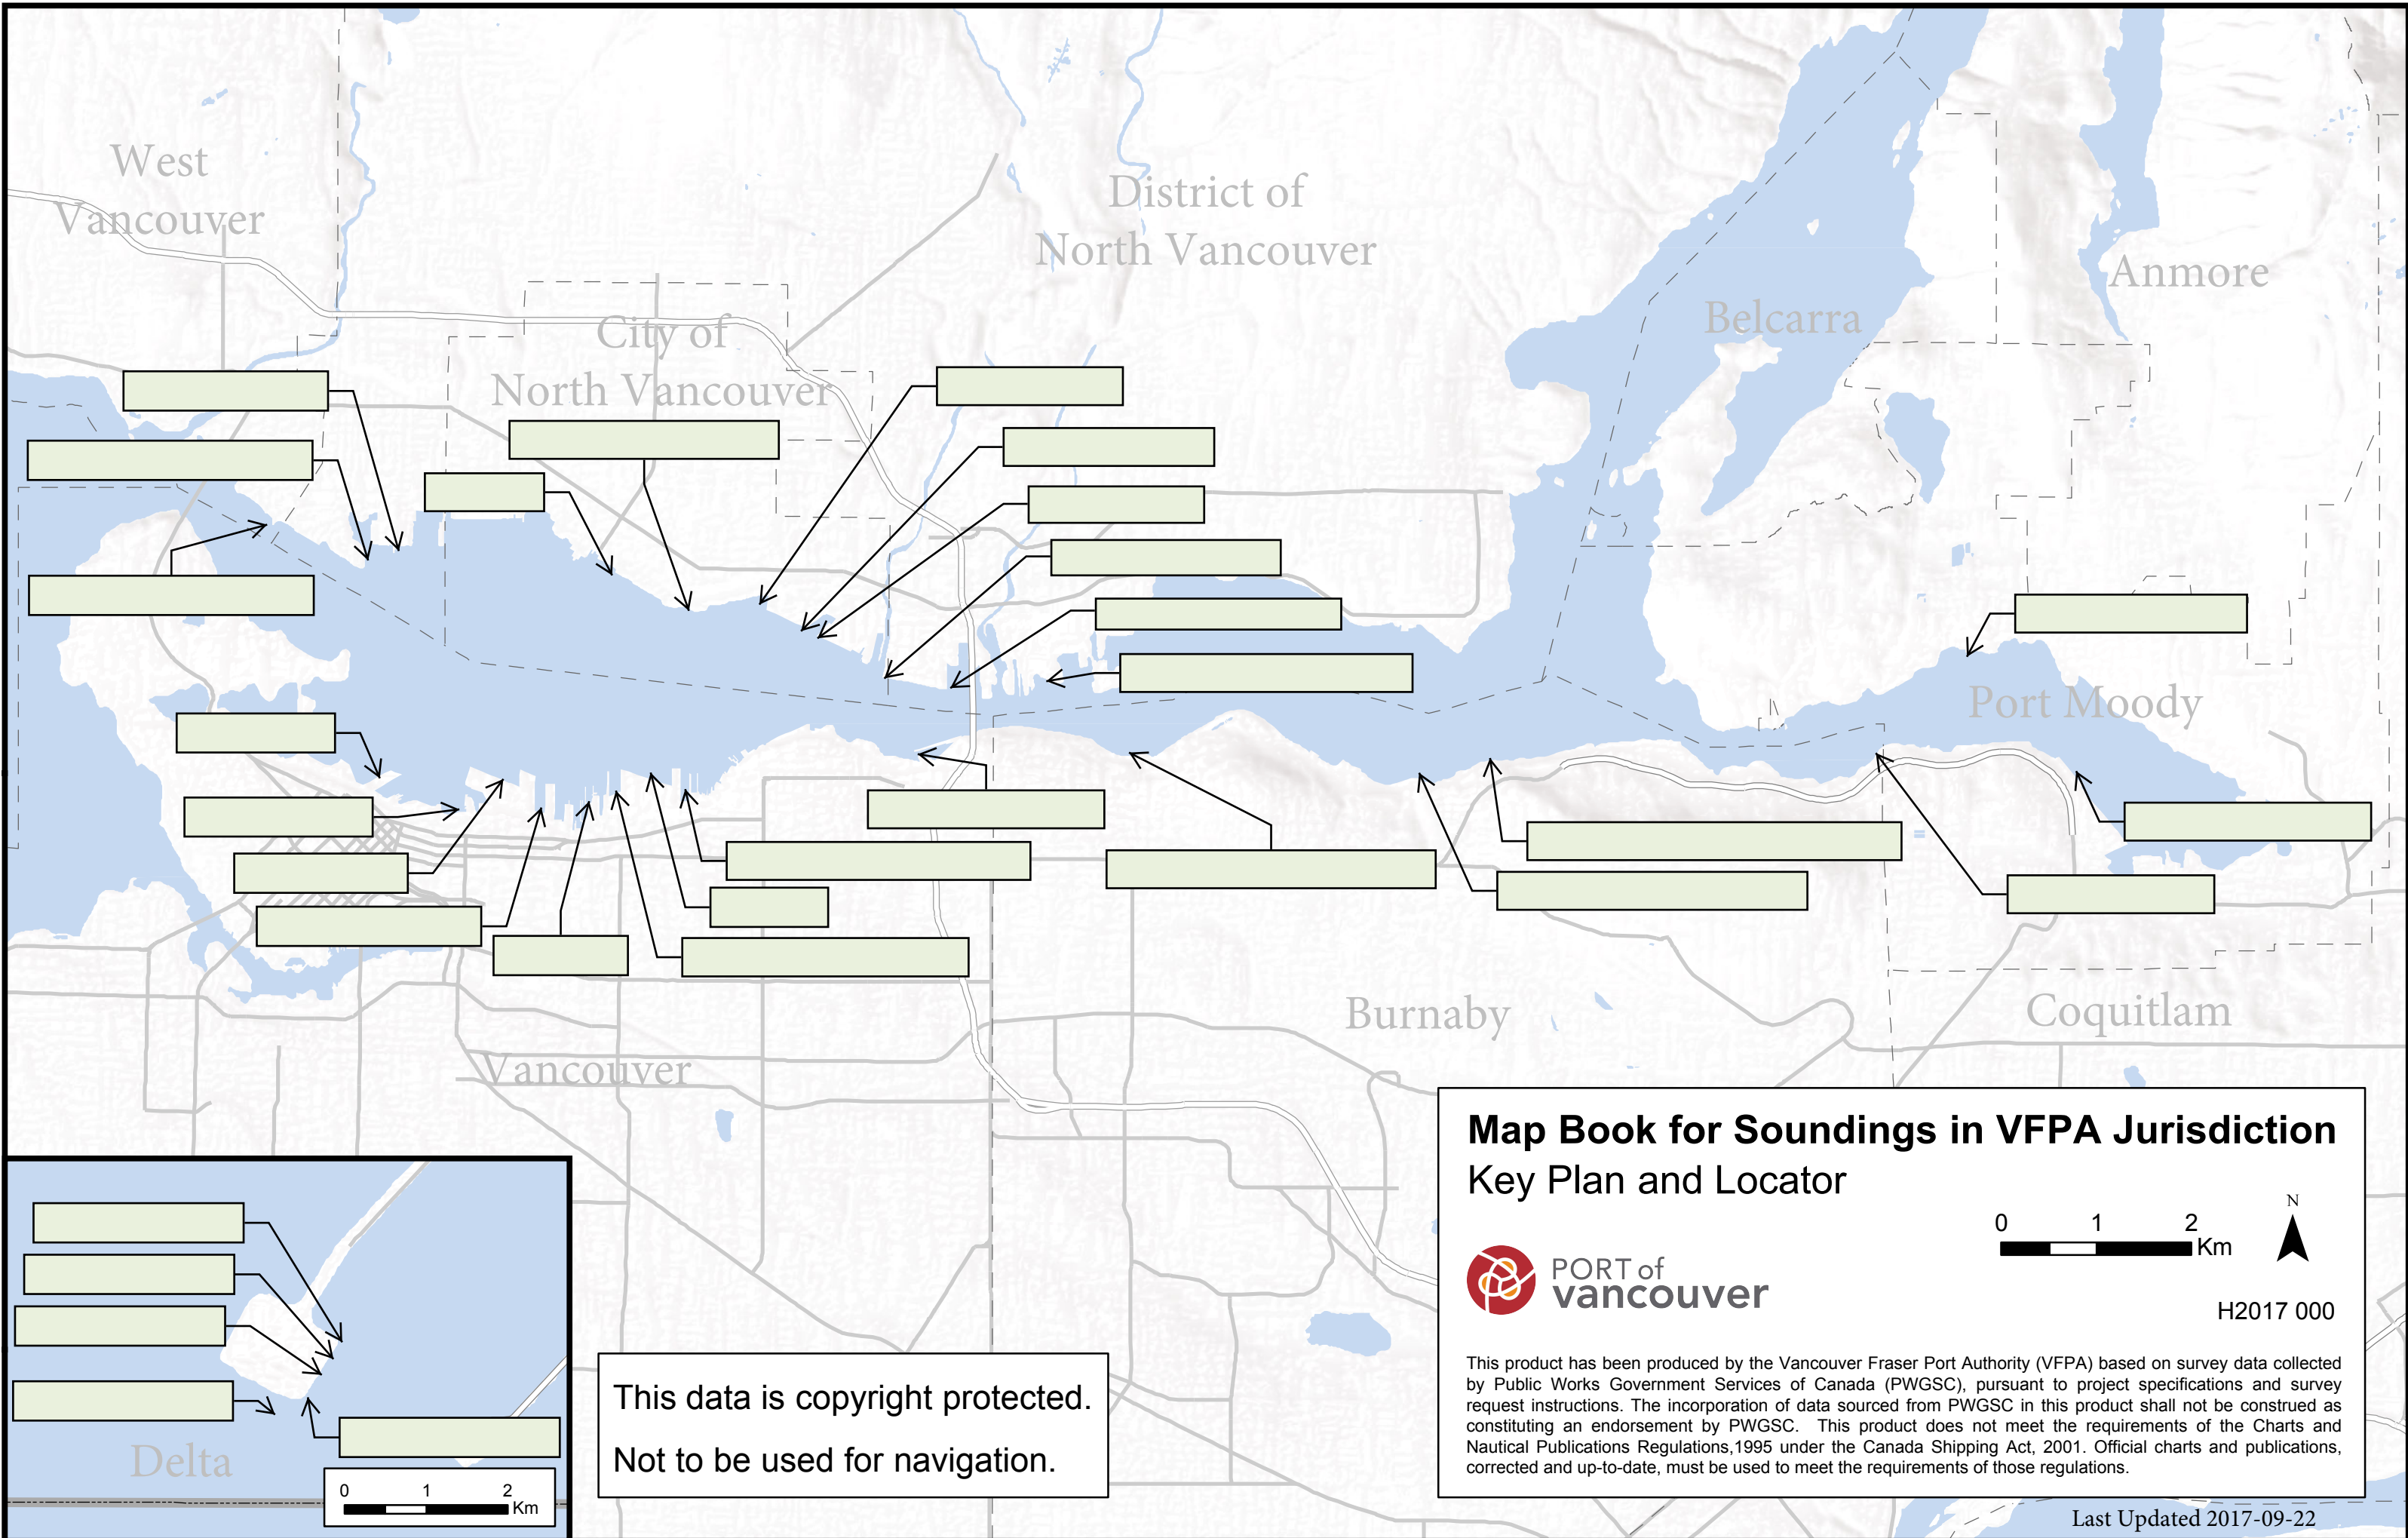 West
Vancouver
District of
North Vancouver
Anmore
Belcarra
City of
North Vancouver
Port Moody
Burnaby
Coquitlam
Vancouver
Map Book for Soundings in VFPA Jurisdiction
Key Plan and Locator
0 1 2
Km
N
PORT of
vancouver
H2017 000
This product has been produced by the Vancouver Fraser Port Authority (VFPA) based on survey data collected
by Public Works Government Services of Canada (PWGSC), pursuant to project specifications and survey
request instructions. The incorporation of data sourced from PWGSC in this product shall not be construed as
constituting an endorsement by PWGSC. This product does not meet the requirements of the Charts and
Nautical Publications Regulations,1995 under the Canada Shipping Act, 2001. Official charts and publications,
corrected and up-to-date, must be used to meet the requirements of those regulations.
This data is copyright protected.
Not to be used for navigation.
Delta
0 1 2
Km
Last Updated 2017-09-22